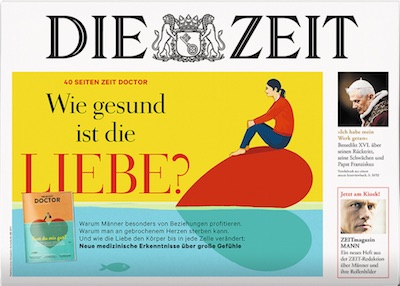 DIE ZEIT
40 SEITEN ZEIT DOCTOR
Wie gesund
ist die
LIEBE?
DOCTOR
Warum Männer besonders von Beziehungen profitieren.
Warum man an gebrochenem Herzen sterben kann.
Und wie die Liebe den Körper bis in jede Zelle verändert:
Neue medizinische Erkenntnisse über große Gefühle
»Ich habe mein
Werk getan«
Benedikt XVI. über
seinen Rücktritt,
seine Schwächen und
Papst Franziskus
Jetzt am Kiosk!
ZEITmagazin
MANN
Ein neues Heft aus
der ZEIT-Redaktion
über Männer und
ihre Rollenbilder